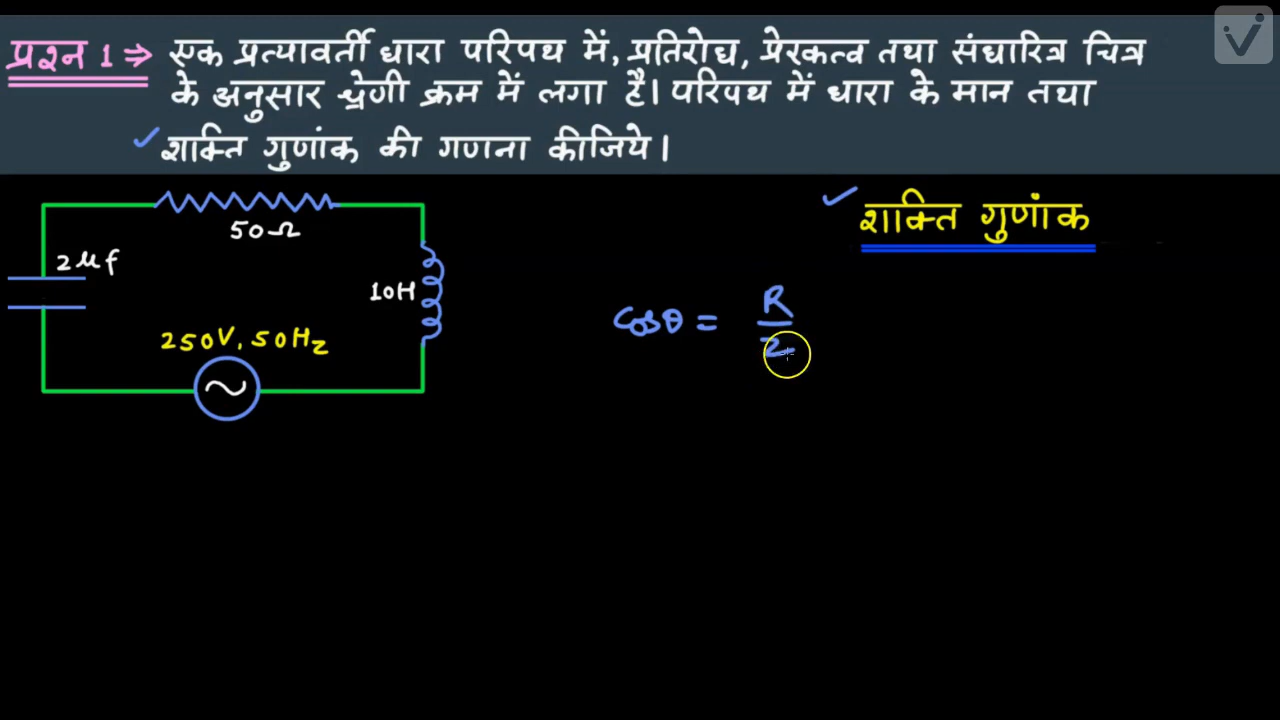 प्रश्न 1⇒ एक प्रत्यावर्ती धारा परिपथ में, प्रतिरोध, प्रेरकत्व तथा संधारित्र चित्र
के अनुसार श्रेणी क्रम में लगा है। परिपथ में धारा के मान तथा
शक्ति गुणांक की गणना कीजिये।
शक्ति गुणांक
50Ω
2μf
10H
250V, 50Hz
Cosθ = R/Z